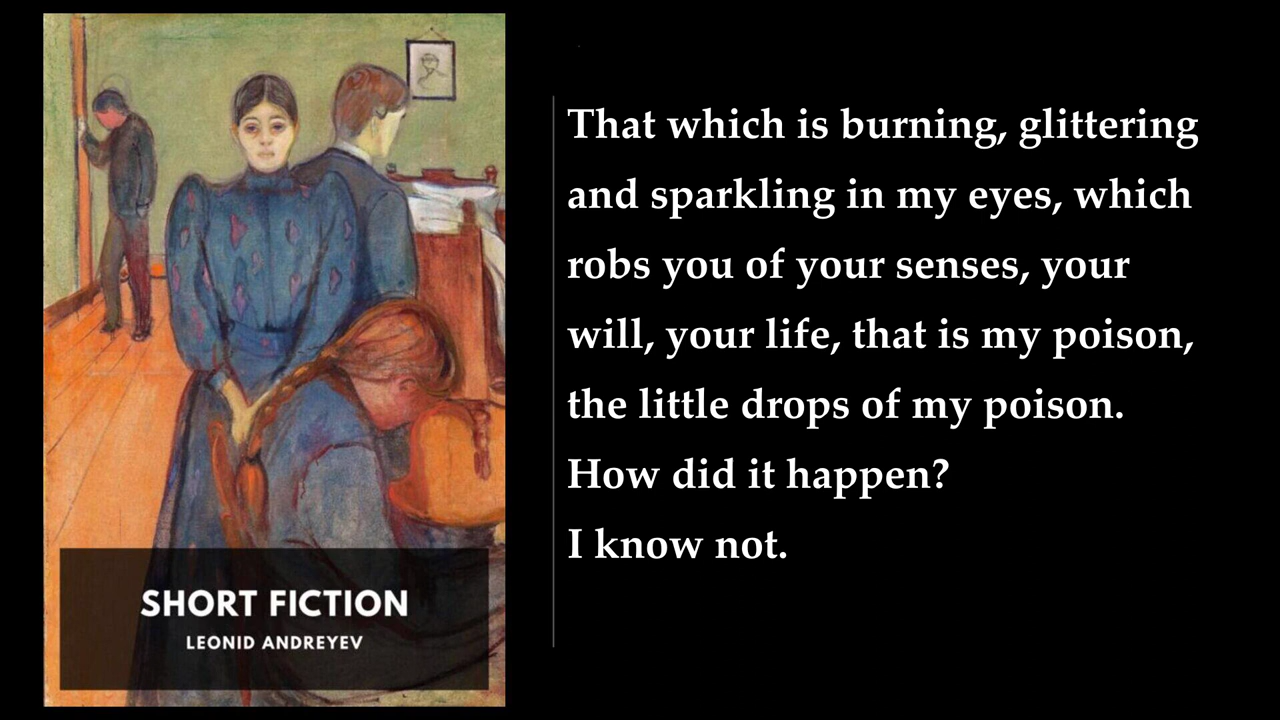 That which is burning, glittering
and sparkling in my eyes, which
robs you of your senses, your
will, your life, that is my poison,
the little drops of my poison.
How did it happen?
I know not.
SHORT FICTION
LEONID ANDREYEV